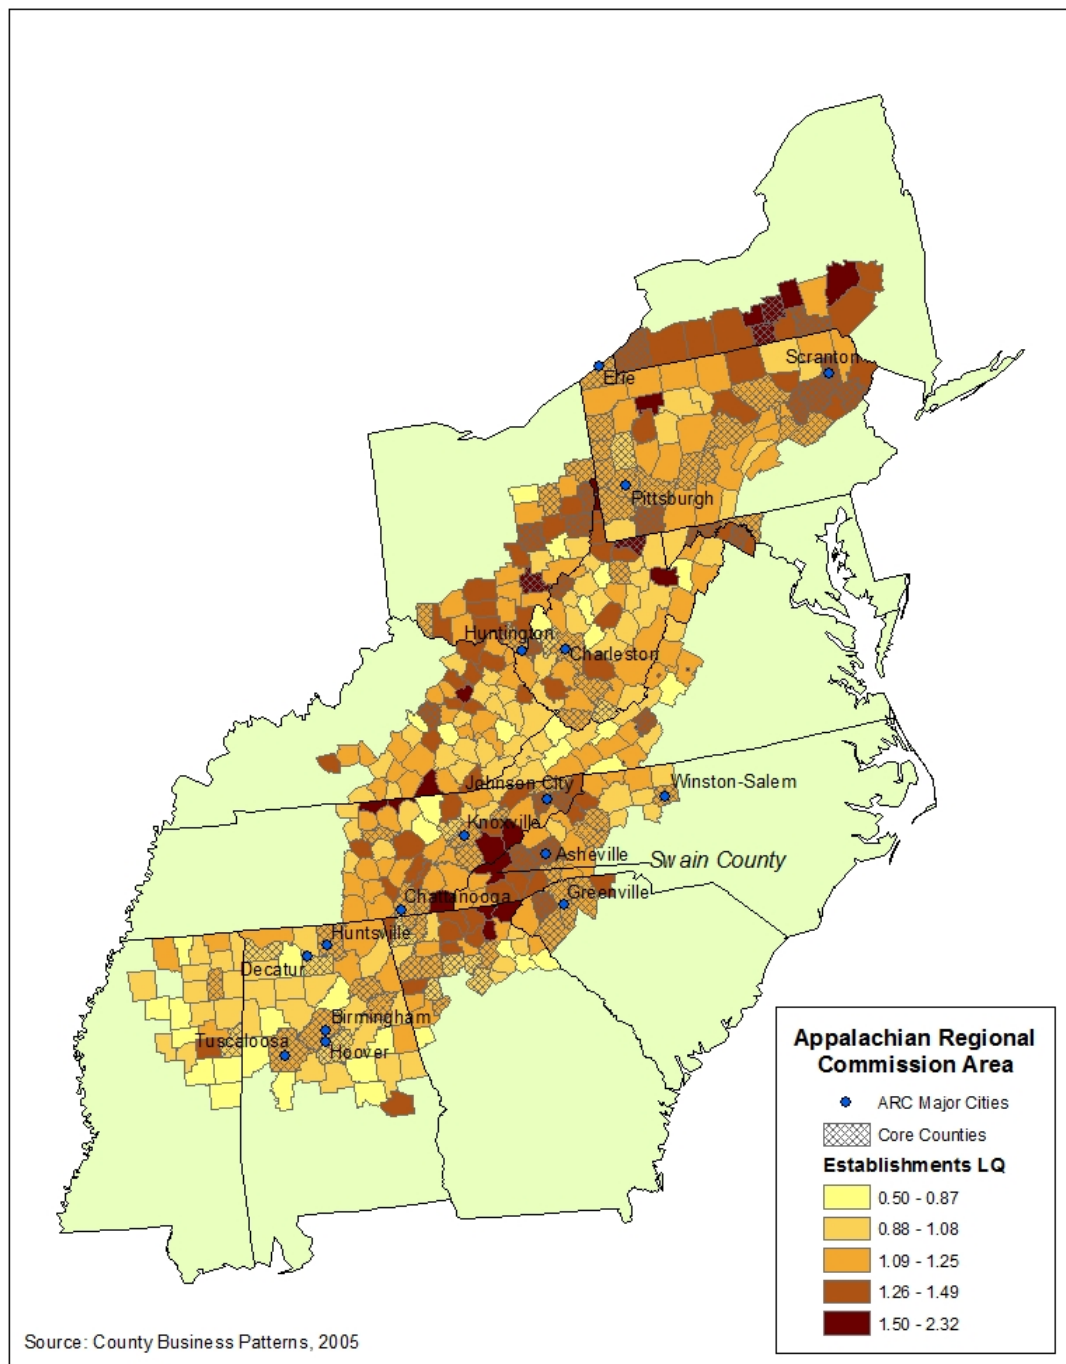 Scranton
Erie
Pittsburgh
Huntington
Charleston
Johnson City
Winston-Salem
Knoxville
Asheville
Swain County
Chattanooga
Greenville
Huntsville
Decatur
Birmingham
Tuscaloosa
Hoover
Appalachian Regional
Commission Area
ARC Major Cities
Core Counties
Establishments LQ
0.50 - 0.87
0.88 - 1.08
1.09 - 1.25
1.26 - 1.49
1.50 - 2.32
Source: County Business Patterns, 2005